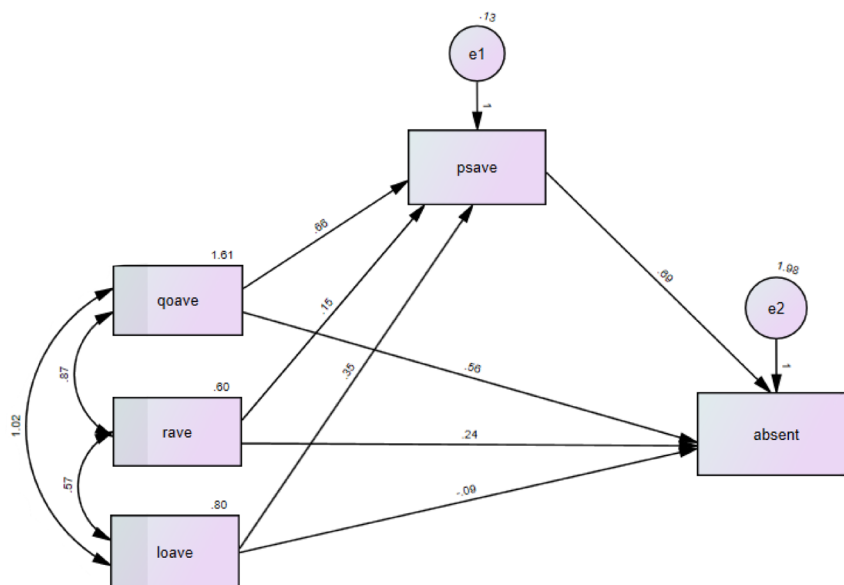 .13
e1
1
psave
1.61
.66
qoave
.15
.69
1.98
e2
.35
.56
1
.87
.60
1.02
rave
.24
absent
.57
-.09
.80
loave